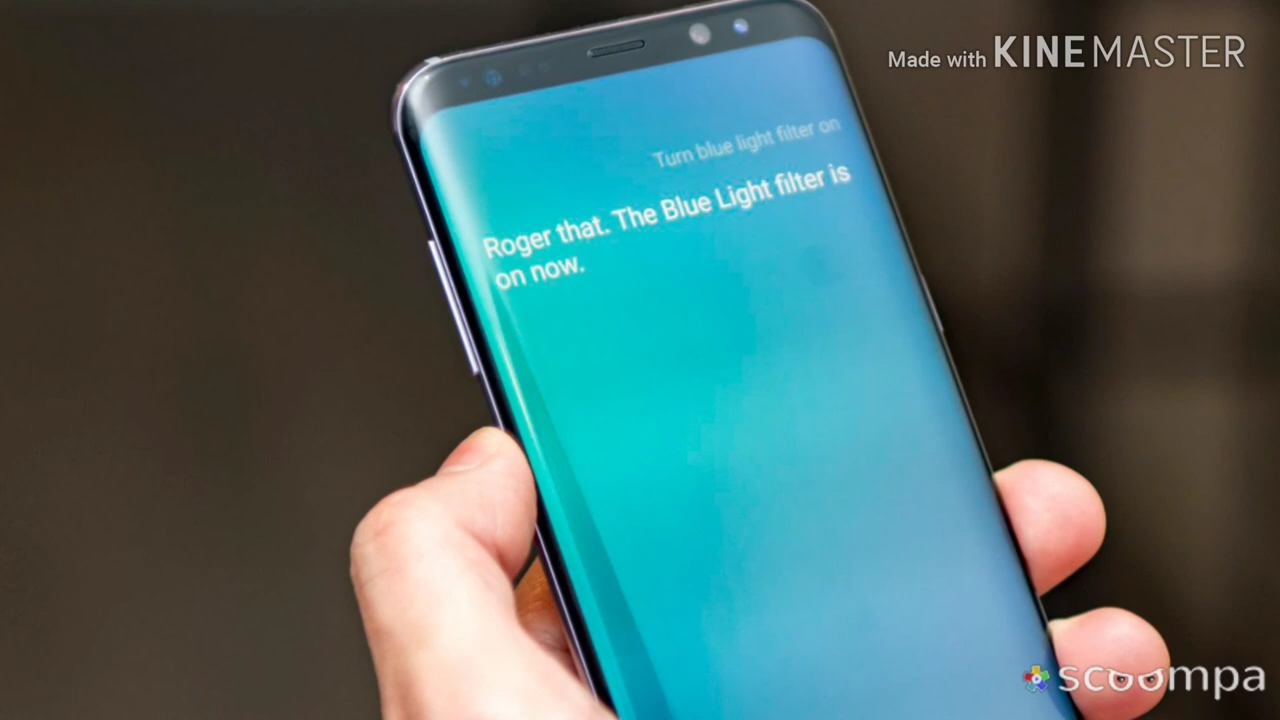 Made with KINEMASTER
Turn blue light filter on
Roger that. The Blue Light filter is
on now.
scoompa